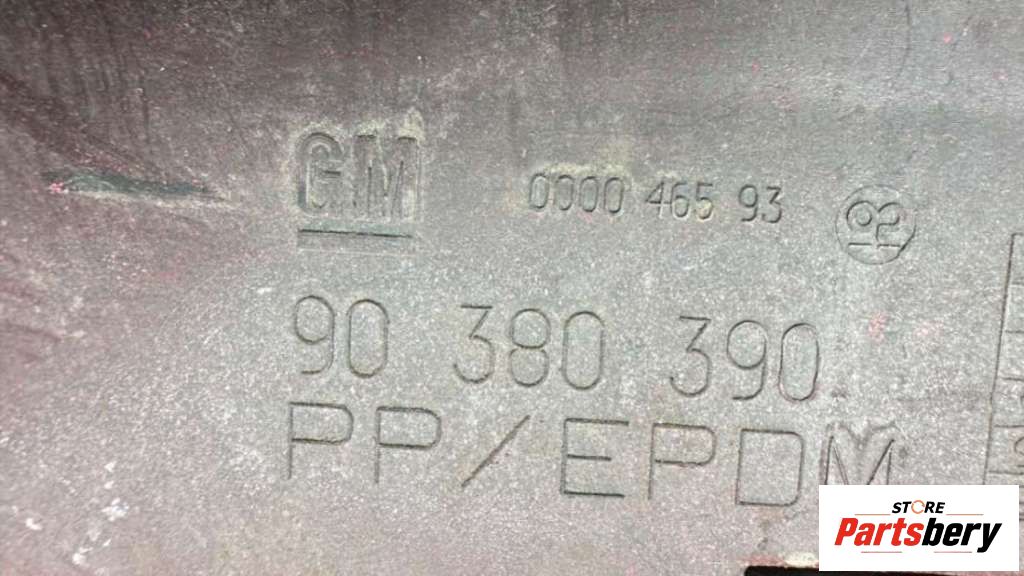 GM 0000 465 93
90 380 390
PP/EPDM
STORE
Partsbery